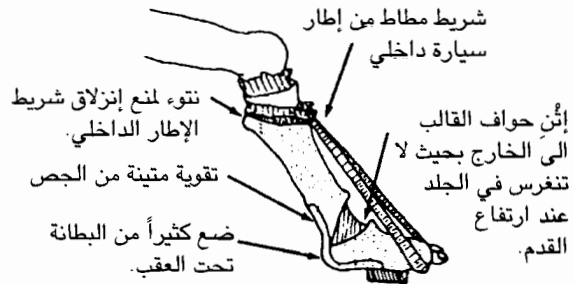 شريط مطاط من إطار
سيارة داخلي
نتوء لمنع إنزلاق شريط
الإطار الداخلي.
إثْنِ حواف القالب
الى الخارج بحيث لا
تنغرس في الجلد
عند ارتفاع
القدم.
تقوية متينة من الجص
ضع كثيراً من البطانة
تحت العقب.